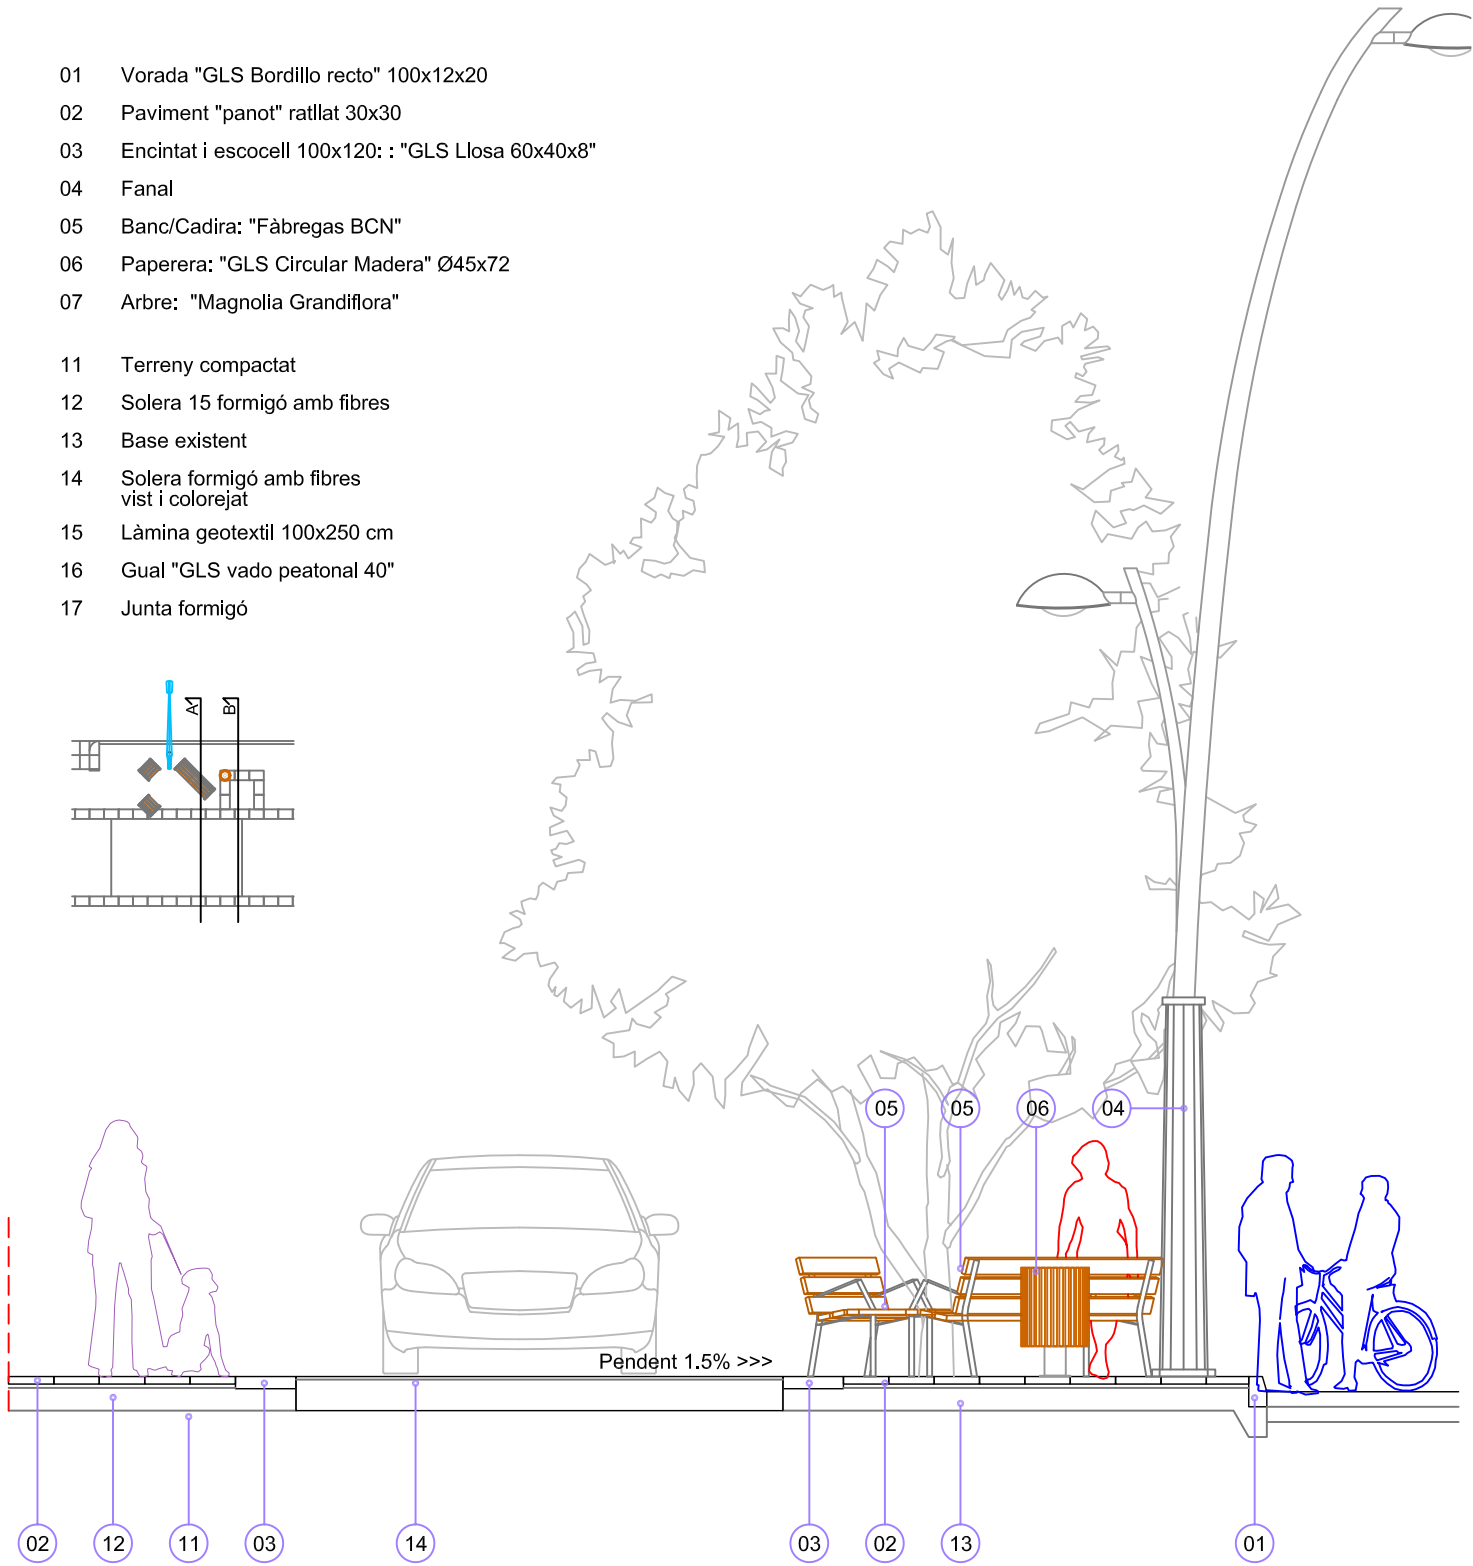 01 Vorada "GLS Bordillo recto" 100x12x20
02 Paviment "panot" ratllat 30x30
03 Encintat i escocell 100x120: : "GLS Llosa 60x40x8"
04 Fanal
05 Banc/Cadira: "Fàbregas BCN"
06 Paperera: "GLS Circular Madera" Ø45x72
07 Arbre: "Magnolia Grandiflora"
11 Terreny compactat
12 Solera 15 formigó amb fibres
13 Base existent
14 Solera formigó amb fibres
vist i colorejat
15 Làmina geotextil 100x250 cm
16 Gual "GLS vado peatonal 40"
17 Junta formigó
A1 B1
05 05 06 04
Pendent 1.5% >>>
02 12 11 03 14 03 02 13 01